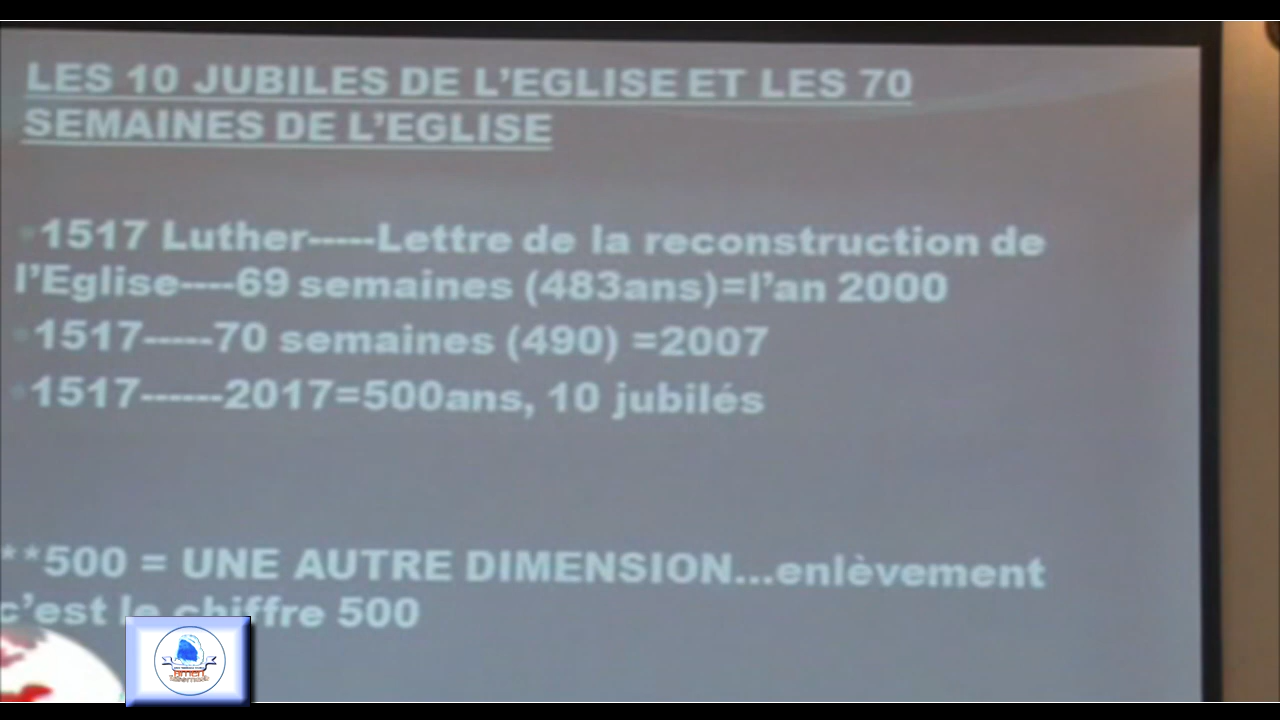 LES 10 JUBILES DE L'EGLISE ET LES 70
SEMAINES DE L'EGLISE
•1517 Luther-----Lettre de la reconstruction de
l'Eglise----69 semaines (483ans)=l'an 2000
•1517-----70 semaines (490) =2007
•1517------2017=500ans, 10 jubilés
**500 = UNE AUTRE DIMENSION...enlèvement
c'est le chiffre 500